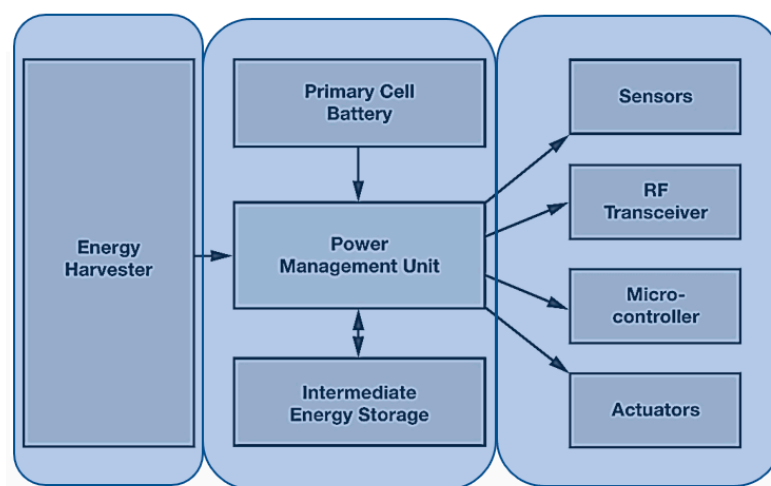 Energy
Harvester
Primary Cell
Battery
Power
Management Unit
Intermediate
Energy Storage
Sensors
RF
Transceiver
Micro-
controller
Actuators